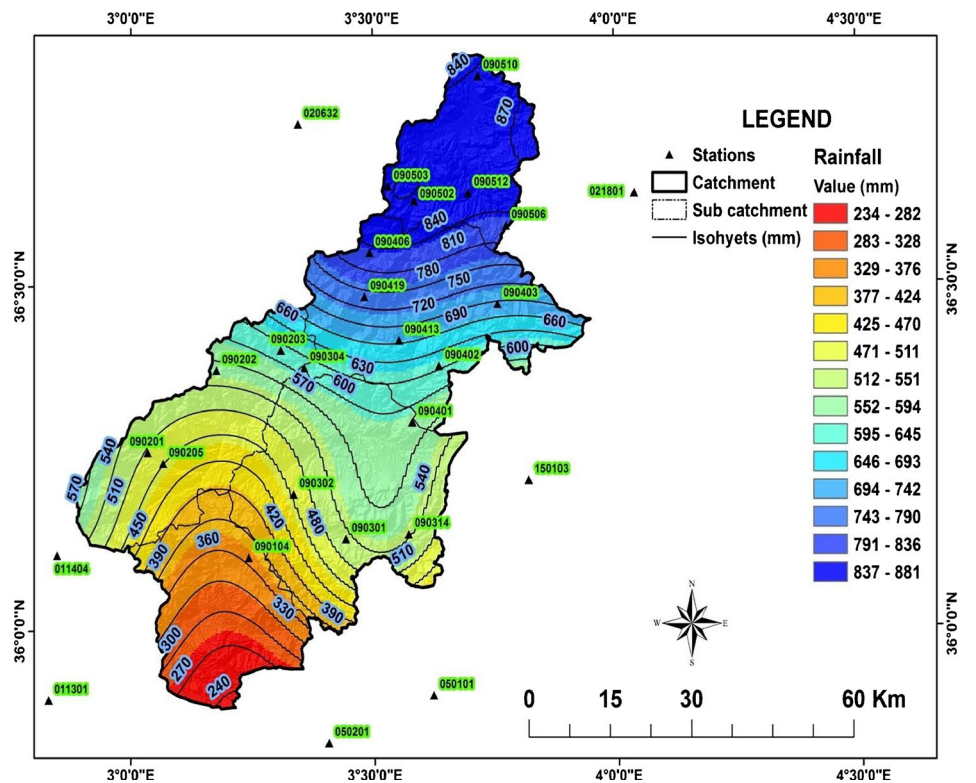 3°0'0"E 3°30'0"E 4°0'0"E 4°30'0"E
840
090510
870
020632
090503
090512
090502
021801
090506
840
810
090406
780
750
090419
090403
720
690
660
660
090413
090203
090304
090402
600
090202
630
570
600
090401
540
090201
090205
570
510
540
090302
450
420
480
090301
090314
390
360
510
090104
011404
330
390
300
270
240
011301
050101
050201
LEGEND
Stations
Catchment
Sub catchment
Isohyets (mm)
Rainfall
Value (mm)
234 - 282
283 - 328
329 - 376
377 - 424
425 - 470
471 - 511
512 - 551
552 - 594
595 - 645
646 - 693
694 - 742
743 - 790
791 - 836
837 - 881
36°30'0"N
36°30'0"N
36°0'0"N
36°0'0"N
N
W E
S
0 15 30 60 Km
3°0'0"E 3°30'0"E 4°0'0"E 4°30'0"E